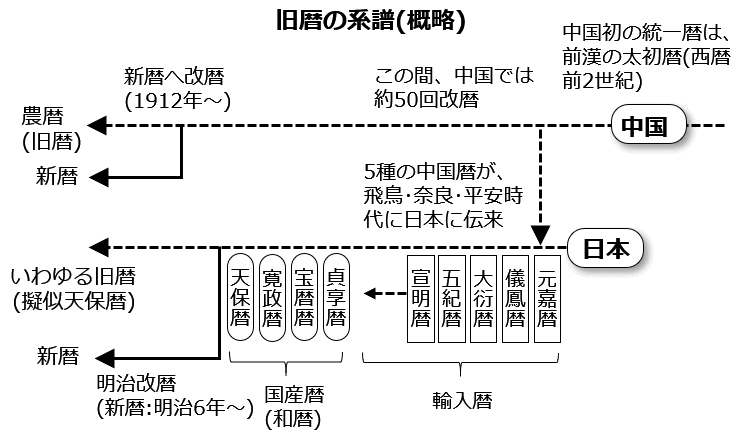 旧暦の系譜(概略)
中国初の統一暦は、
前漢の太初暦(西暦
前2世紀)
新暦へ改暦
(1912年～)
この間、中国では
約50回改暦
農暦
(旧暦)
中国
新暦
5種の中国暦が、
飛鳥･奈良･平安時
代に日本に伝来
日本
いわゆる旧暦
(擬似天保暦)
天保暦
寛政暦
宝暦暦
貞享暦
宣明暦
五紀暦
大衍暦
儀鳳暦
元嘉暦
新暦
明治改暦
(新暦:明治6年～)
国産暦
(和暦)
輸入暦